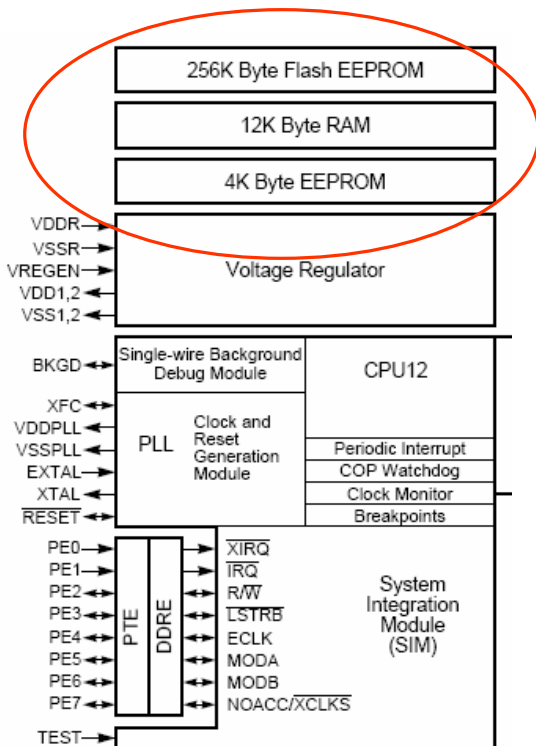 256K Byte Flash EEPROM
12K Byte RAM
4K Byte EEPROM
VDDR
VSSR
VREGEN
VDD1,2
VSS1,2
Voltage Regulator
BKGD
Single-wire Background
Debug Module
CPU12
XFC
VDDPLL
VSSPLL
EXTAL
XTAL
RESET
PLL
Clock and
Reset
Generation
Module
Periodic Interrupt
COP Watchdog
Clock Monitor
Breakpoints
PE0
PE1
PE2
PE3
PE4
PE5
PE6
PE7
PTE
DDRE
XIRQ
IRQ
R/W
LSTRB
ECLK
MODA
MODB
NOACC/XCLKS
System
Integration
Module
(SIM)
TEST